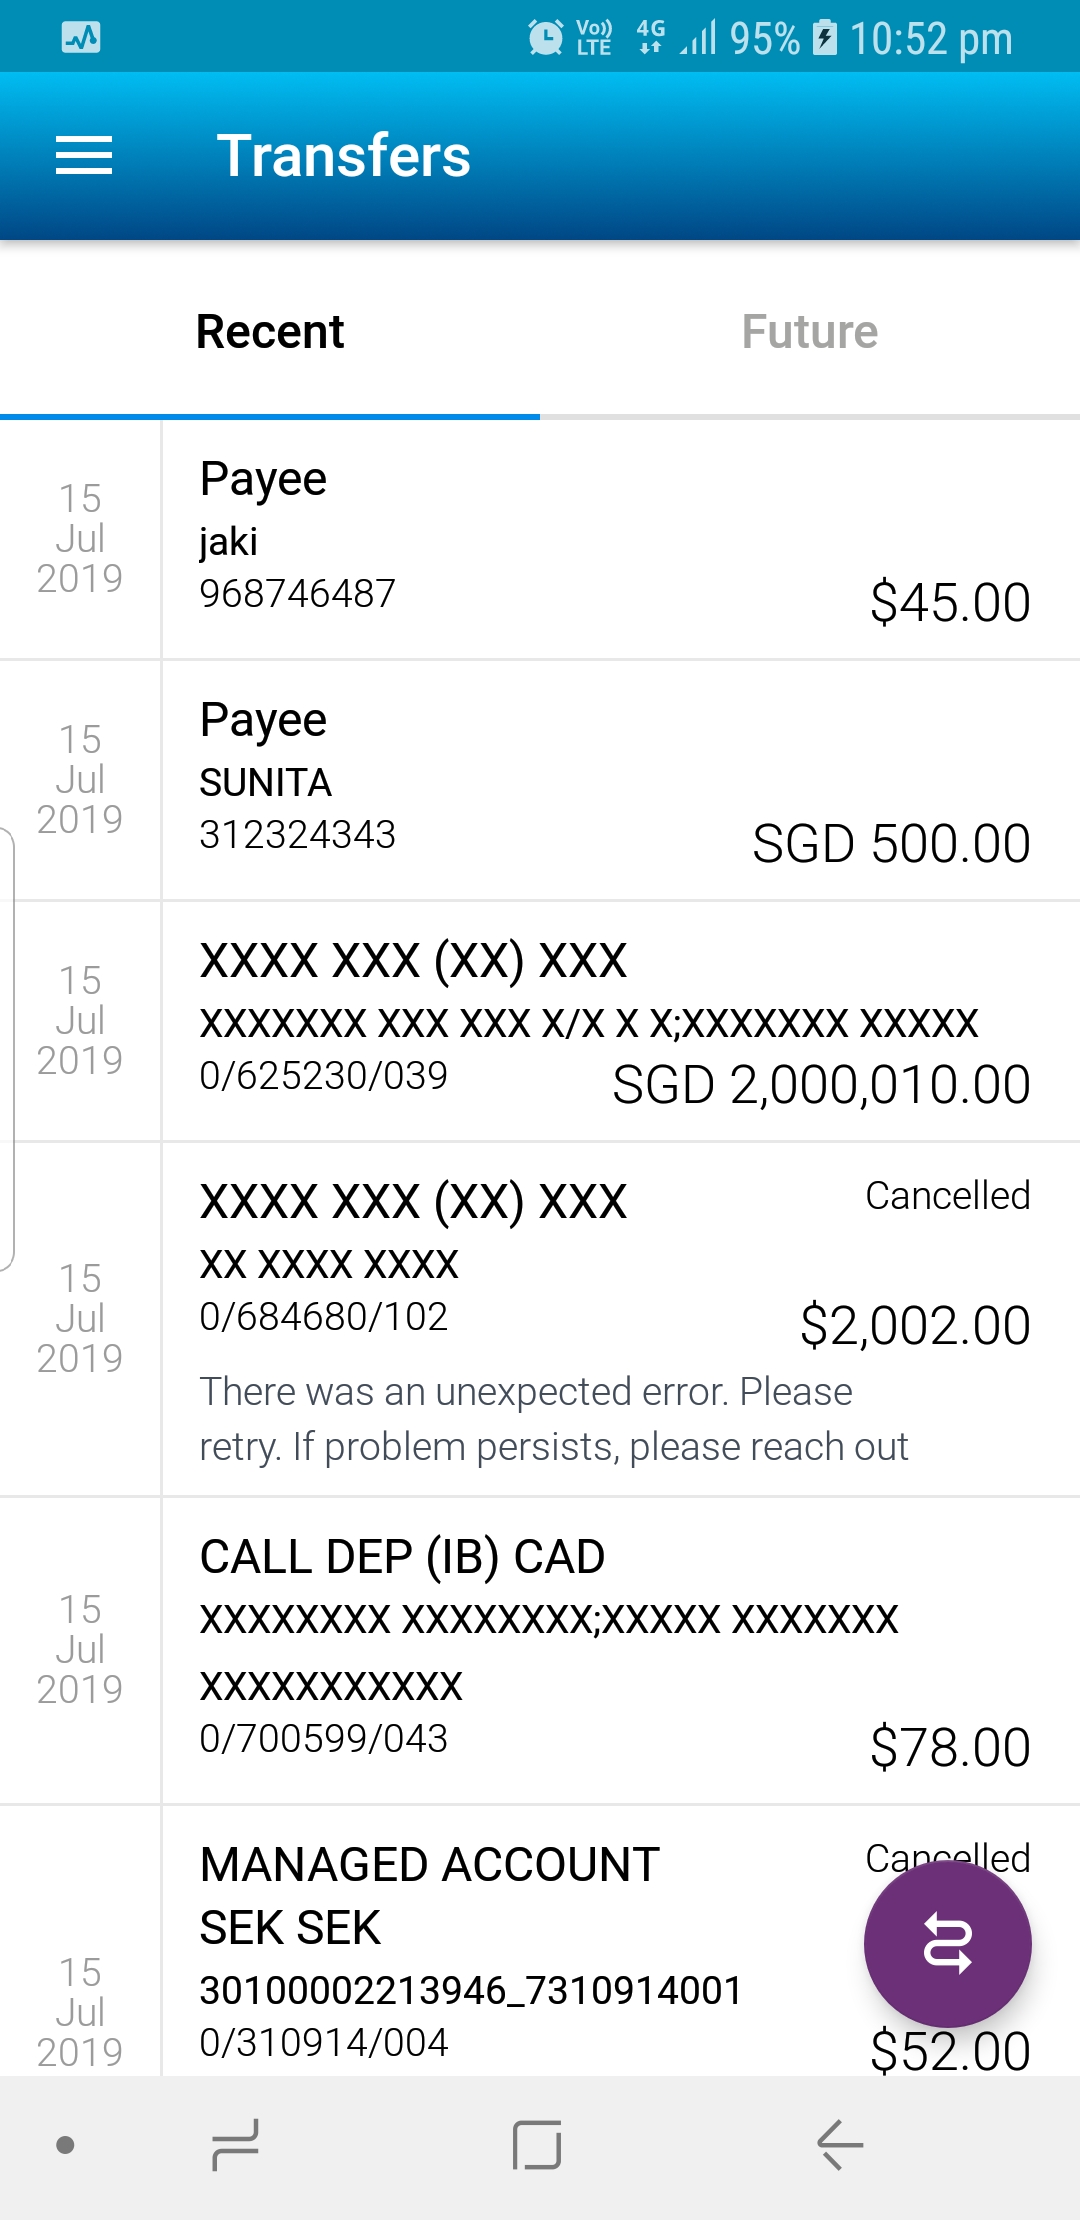 Vo)) LTE 4G 95% 10:52 pm
Transfers
Recent Future
15
Jul
2019
Payee
jaki
968746487
$45.00
15
Jul
2019
Payee
SUNITA
312324343
SGD 500.00
15
Jul
2019
XXXX XXX (XX) XXX
XXXXXXX XXX XXX X/X X X;XXXXXXX XXXXX
0/625230/039
SGD 2,000,010.00
15
Jul
2019
XXXX XXX (XX) XXX
Cancelled
XX XXXX XXXX
0/684680/102
$2,002.00
There was an unexpected error. Please
retry. If problem persists, please reach out
15
Jul
2019
CALL DEP (IB) CAD
XXXXXXXX XXXXXXXX;XXXXX XXXXXXX
XXXXXXXXXXX
0/700599/043
$78.00
15
Jul
2019
MANAGED ACCOUNT
SEK SEK
Cancelled
30100002213946_7310914001
0/310914/004
$52.00